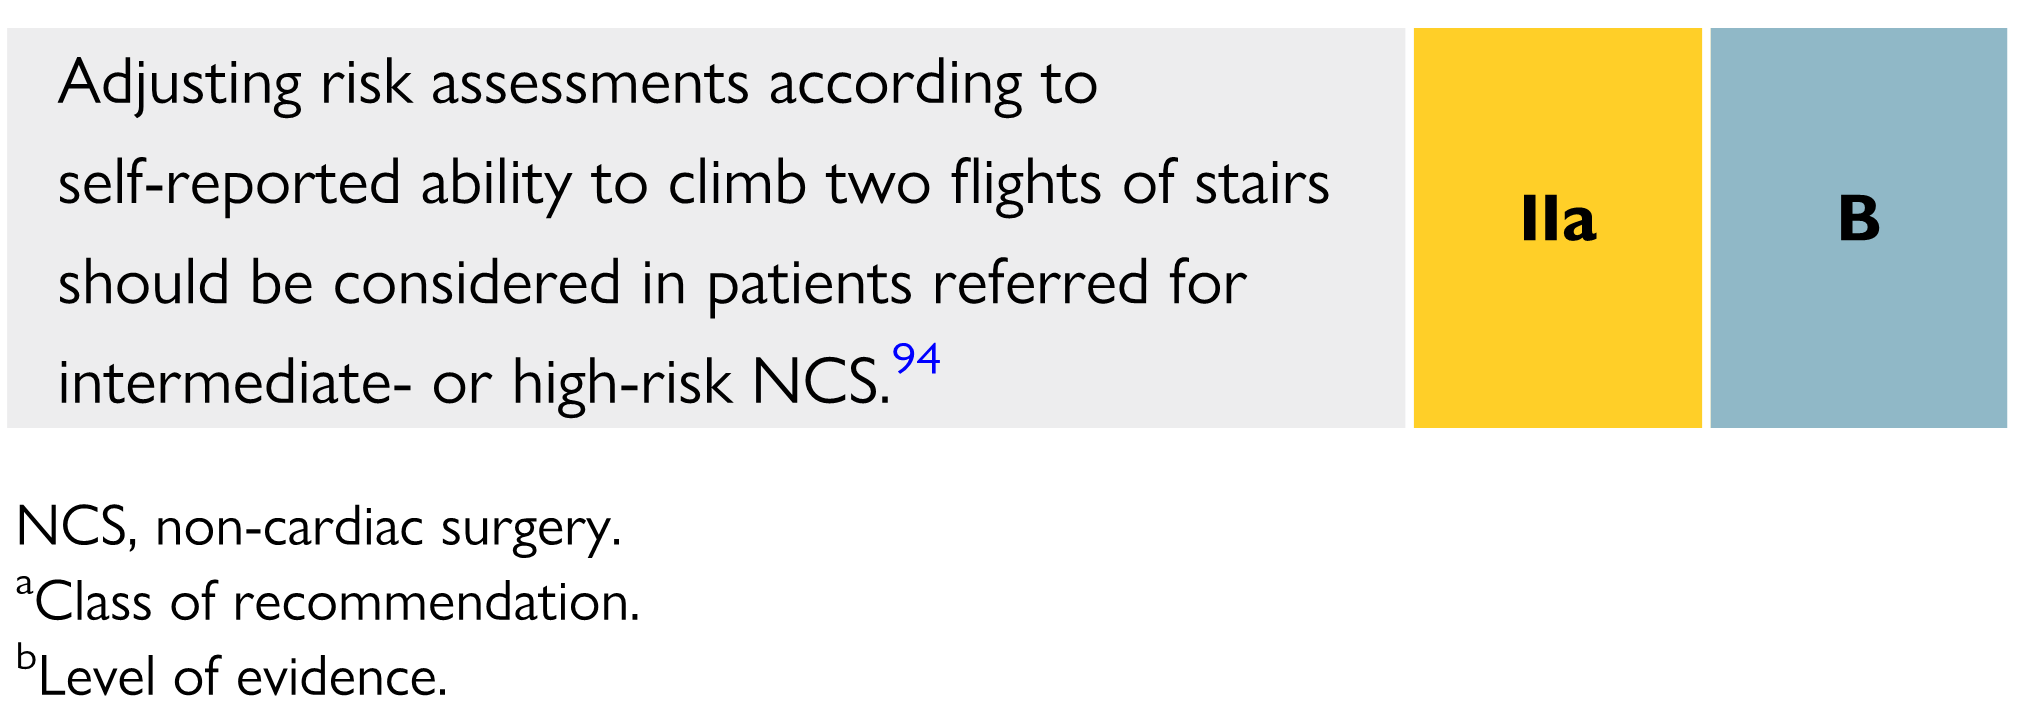 Adjusting risk assessments according to
self-reported ability to climb two flights of stairs
should be considered in patients referred for
intermediate- or high-risk NCS.94
IIa
B
NCS, non-cardiac surgery.
aClass of recommendation.
bLevel of evidence.